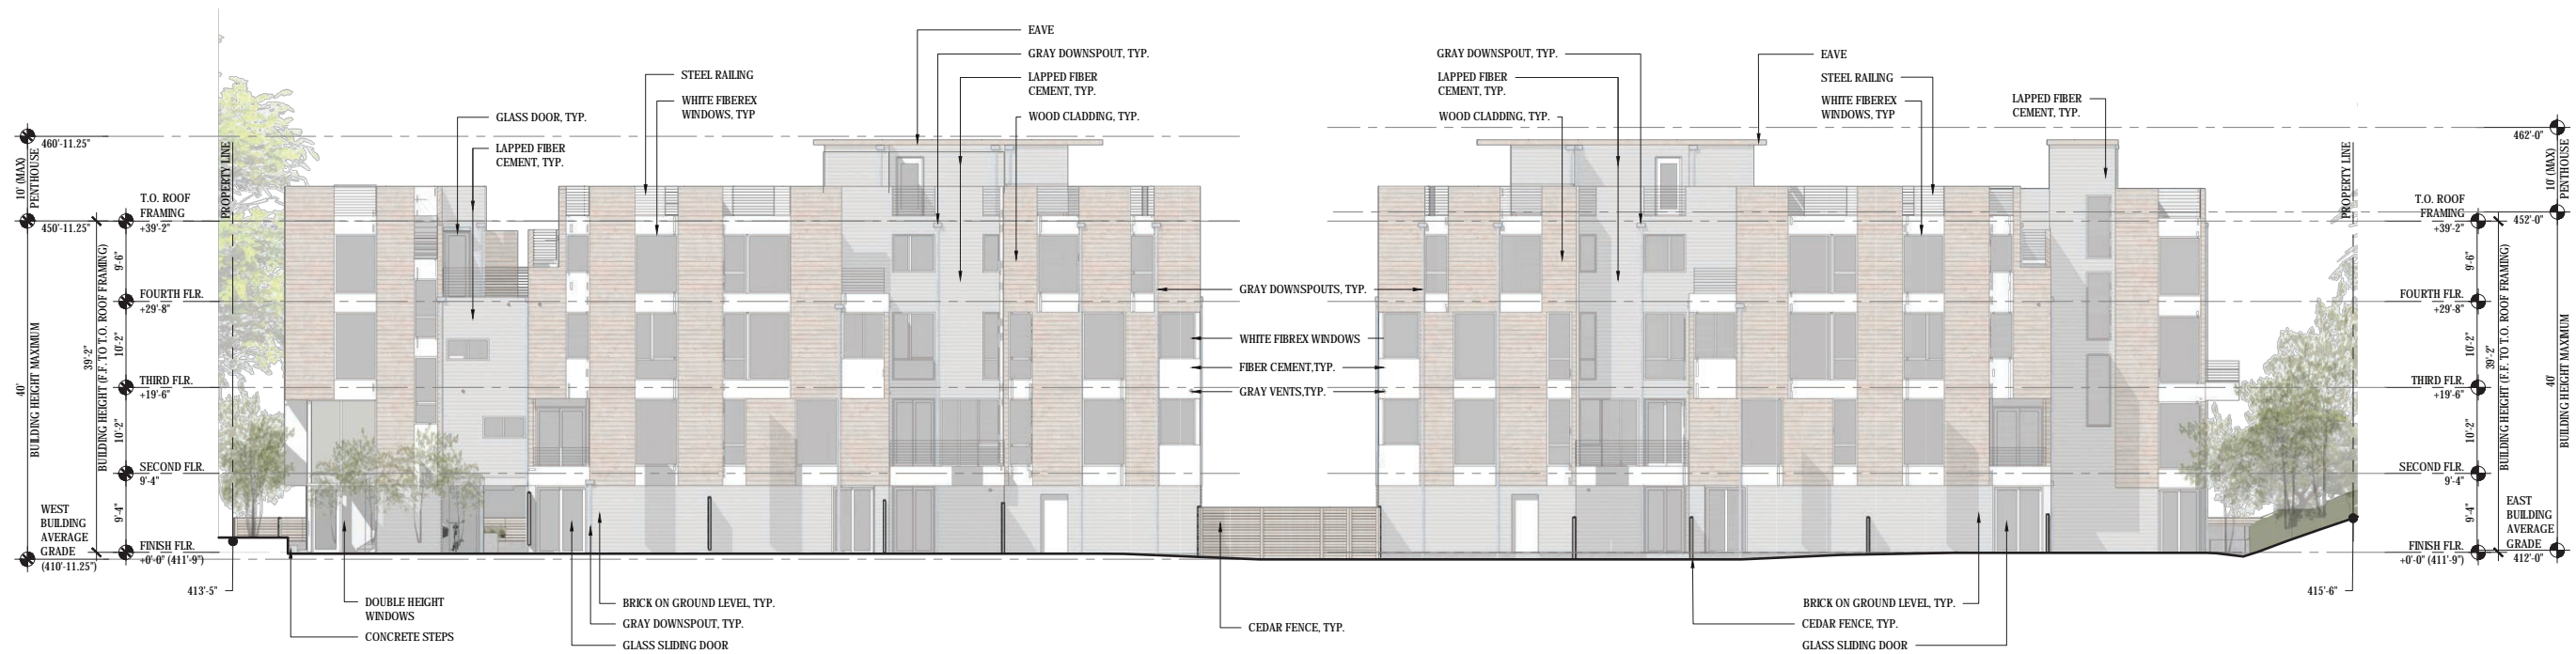 EAVE
GRAY DOWNSPOUT, TYP.
STEEL RAILING
LAPPED FIBER
CEMENT, TYP.
WHITE FIBEREX
WINDOWS, TYP
GLASS DOOR, TYP.
WOOD CLADDING, TYP.
LAPPED FIBER
CEMENT, TYP.
GRAY DOWNSPOUT, TYP.
LAPPED FIBER
CEMENT, TYP.
WOOD CLADDING, TYP.
EAVE
STEEL RAILING
WHITE FIBEREX
WINDOWS, TYP
LAPPED FIBER
CEMENT, TYP.
460'-11.25"
10' (MAX)
PENTHOUSE
450'-11.25"
40'
BUILDING HEIGHT MAXIMUM
39'-2"
BUILDING HEIGHT (F.F. TO T.O. ROOF FRAMING)
T.O. ROOF
FRAMING
+39'-2"
9'-6"
FOURTH FLR.
+29'-8"
10'-2"
THIRD FLR.
+19'-6"
10'-2"
SECOND FLR.
9'-4"
9'-4"
FINISH FLR.
+0'-0" (411'-9")
WEST
BUILDING
AVERAGE
GRADE
(410'-11.25")
PROPERTY LINE
413'-5"
GRAY DOWNSPOUTS, TYP.
WHITE FIBREX WINDOWS
FIBER CEMENT,TYP.
GRAY VENTS,TYP.
DOUBLE HEIGHT
WINDOWS
CONCRETE STEPS
BRICK ON GROUND LEVEL, TYP.
GRAY DOWNSPOUT, TYP.
GLASS SLIDING DOOR
CEDAR FENCE, TYP.
BRICK ON GROUND LEVEL, TYP.
CEDAR FENCE, TYP.
GLASS SLIDING DOOR
PROPERTY LINE
415'-6"
T.O. ROOF
FRAMING
+39'-2"
9'-6"
FOURTH FLR.
+29'-8"
10'-2"
THIRD FLR.
+19'-6"
10'-2"
SECOND FLR.
9'-4"
9'-4"
FINISH FLR.
+0'-0" (411'-9")
39'-2"
BUILDING HEIGHT (F.F. TO T.O. ROOF FRAMING)
462'-0"
10' (MAX)
PENTHOUSE
452'-0"
40'
BUILDING HEIGHT MAXIMUM
EAST
BUILDING
AVERAGE
GRADE
412'-0"